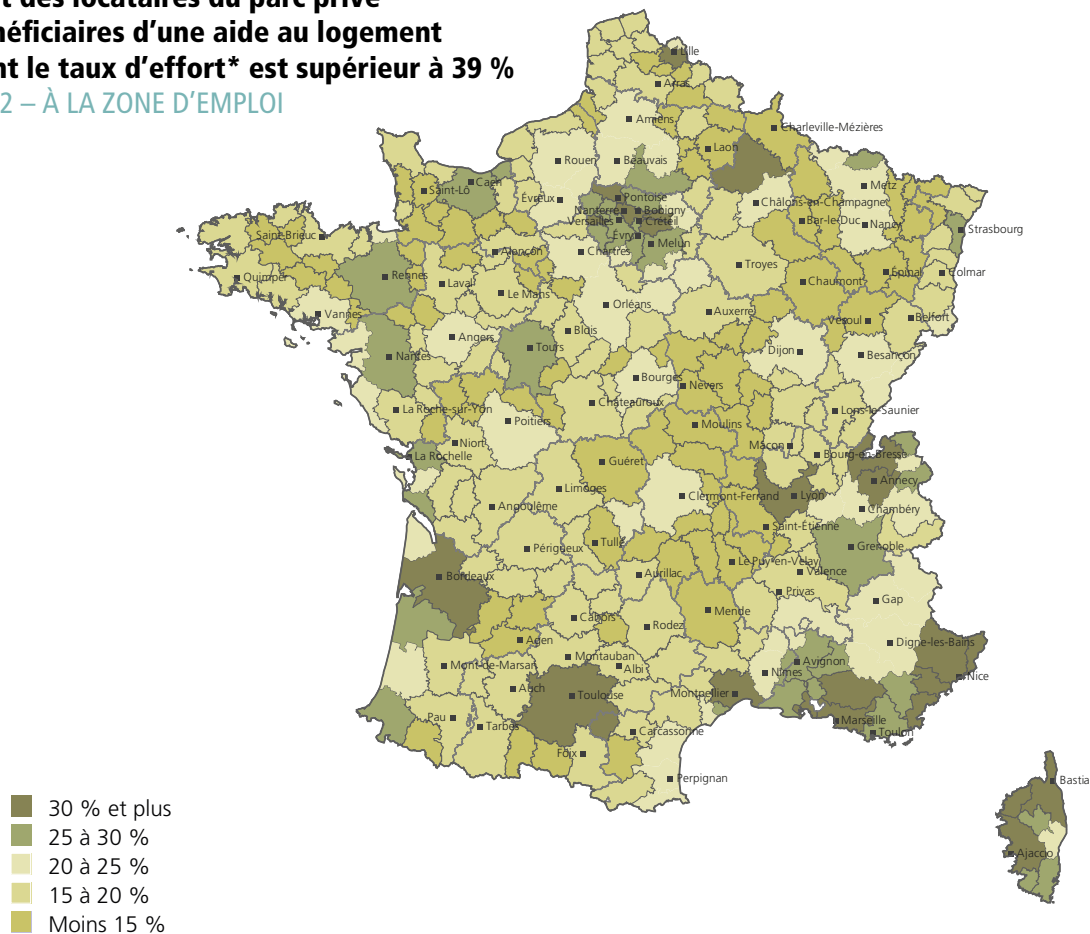 des locataires du parc privé
néficiaires d’une aide au logement
nt le taux d’effort* est supérieur à 39 %
2 – À LA ZONE D’EMPLOI
Lille
Arras
Amiens
Charleville-Mézières
Laon
Rouen
Beauvais
Metz
Caen
Saint-Lô
Évreux
Pontoise
Châlons-en-Champagne
Nanterre
Bobigny
Versailles
Créteil
Bar-le-Duc
Nancy
Strasbourg
Saint-Brieuc
Évry
Melun
Alençon
Chartres
Quimper
Rennes
Laval
Le Mans
Troyes
Chaumont
Épinal
Colmar
Vannes
Orléans
Auxerre
Vesoul
Belfort
Angers
Blois
Nantes
Tours
Dijon
Besançon
Bourges
Nevers
La Roche-sur-Yon
Châteauroux
Lons-le-Saunier
Poitiers
Moulins
Niort
Mâcon
La Rochelle
Bourg-en-Bresse
Guéret
Annecy
Limoges
Clermont-Ferrand
Lyon
Angoulême
Chambéry
Saint-Étienne
Périgueux
Tulle
Grenoble
Le Puy-en-Velay
Bordeaux
Aurillac
Valence
Privas
Gap
Cahors
Mende
Rodez
Agen
Digne-les-Bains
Mont-de-Marsan
Montauban
Albi
Avignon
Nîmes
Nice
Auch
Toulouse
Montpellier
Pau
Tarbes
Carcassonne
Marseille
Toulon
Foix
Perpignan
Bastia
Ajaccio
30 % et plus
25 à 30 %
20 à 25 %
15 à 20 %
Moins 15 %